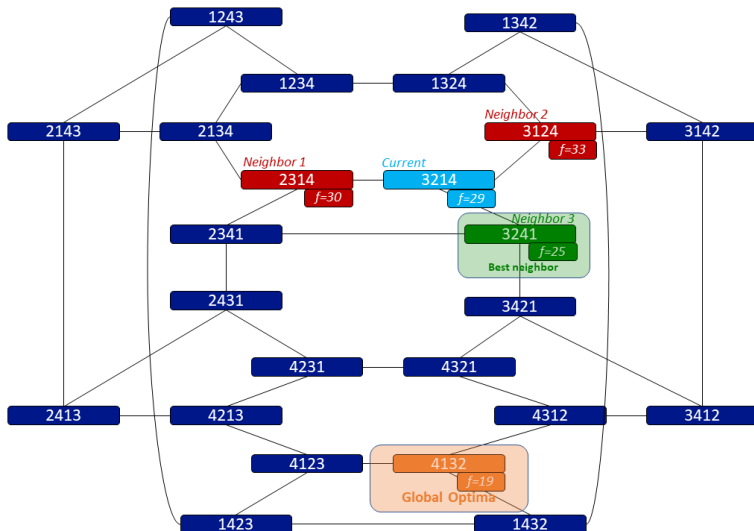 1243
1342
1234
1324
2143
2134
Neighbor 2
3124
3142
f=33
Neighbor 1
Current
2314
3214
f=30
f=29
Neighbor 3
2341
3241
f=25
Best neighbor
2431
3421
4231
4321
2413
4213
4312
3412
4123
4132
f=19
Global Optima
1423
1432